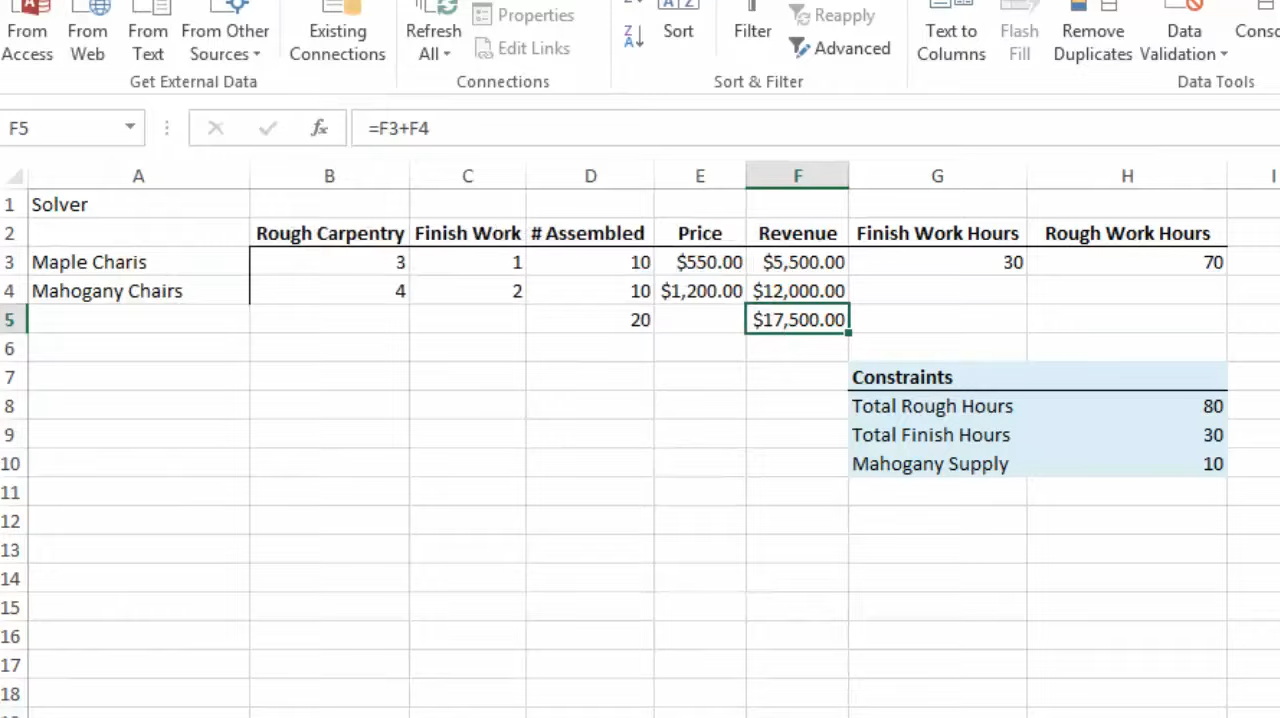 From Access
From Web
From Text
From Other Sources
Existing Connections
Refresh All
Properties
Edit Links
Sort
Filter
Reapply
Advanced
Text to Columns
Flash Fill
Remove Duplicates
Data Validation
Get External Data
Connections
Sort & Filter
Data Tools
F5 fx =F3+F4
A B C D E F G H I
1 Solver
2 Rough Carpentry Finish Work # Assembled Price Revenue Finish Work Hours Rough Work Hours
3 Maple Charis 3 1 10 $550.00 $5,500.00 30 70
4 Mahogany Chairs 4 2 10 $1,200.00 $12,000.00
5 20 $17,500.00
6
7 Constraints
8 Total Rough Hours 80
9 Total Finish Hours 30
10 Mahogany Supply 10
11
12
13
14
15
16
17
18